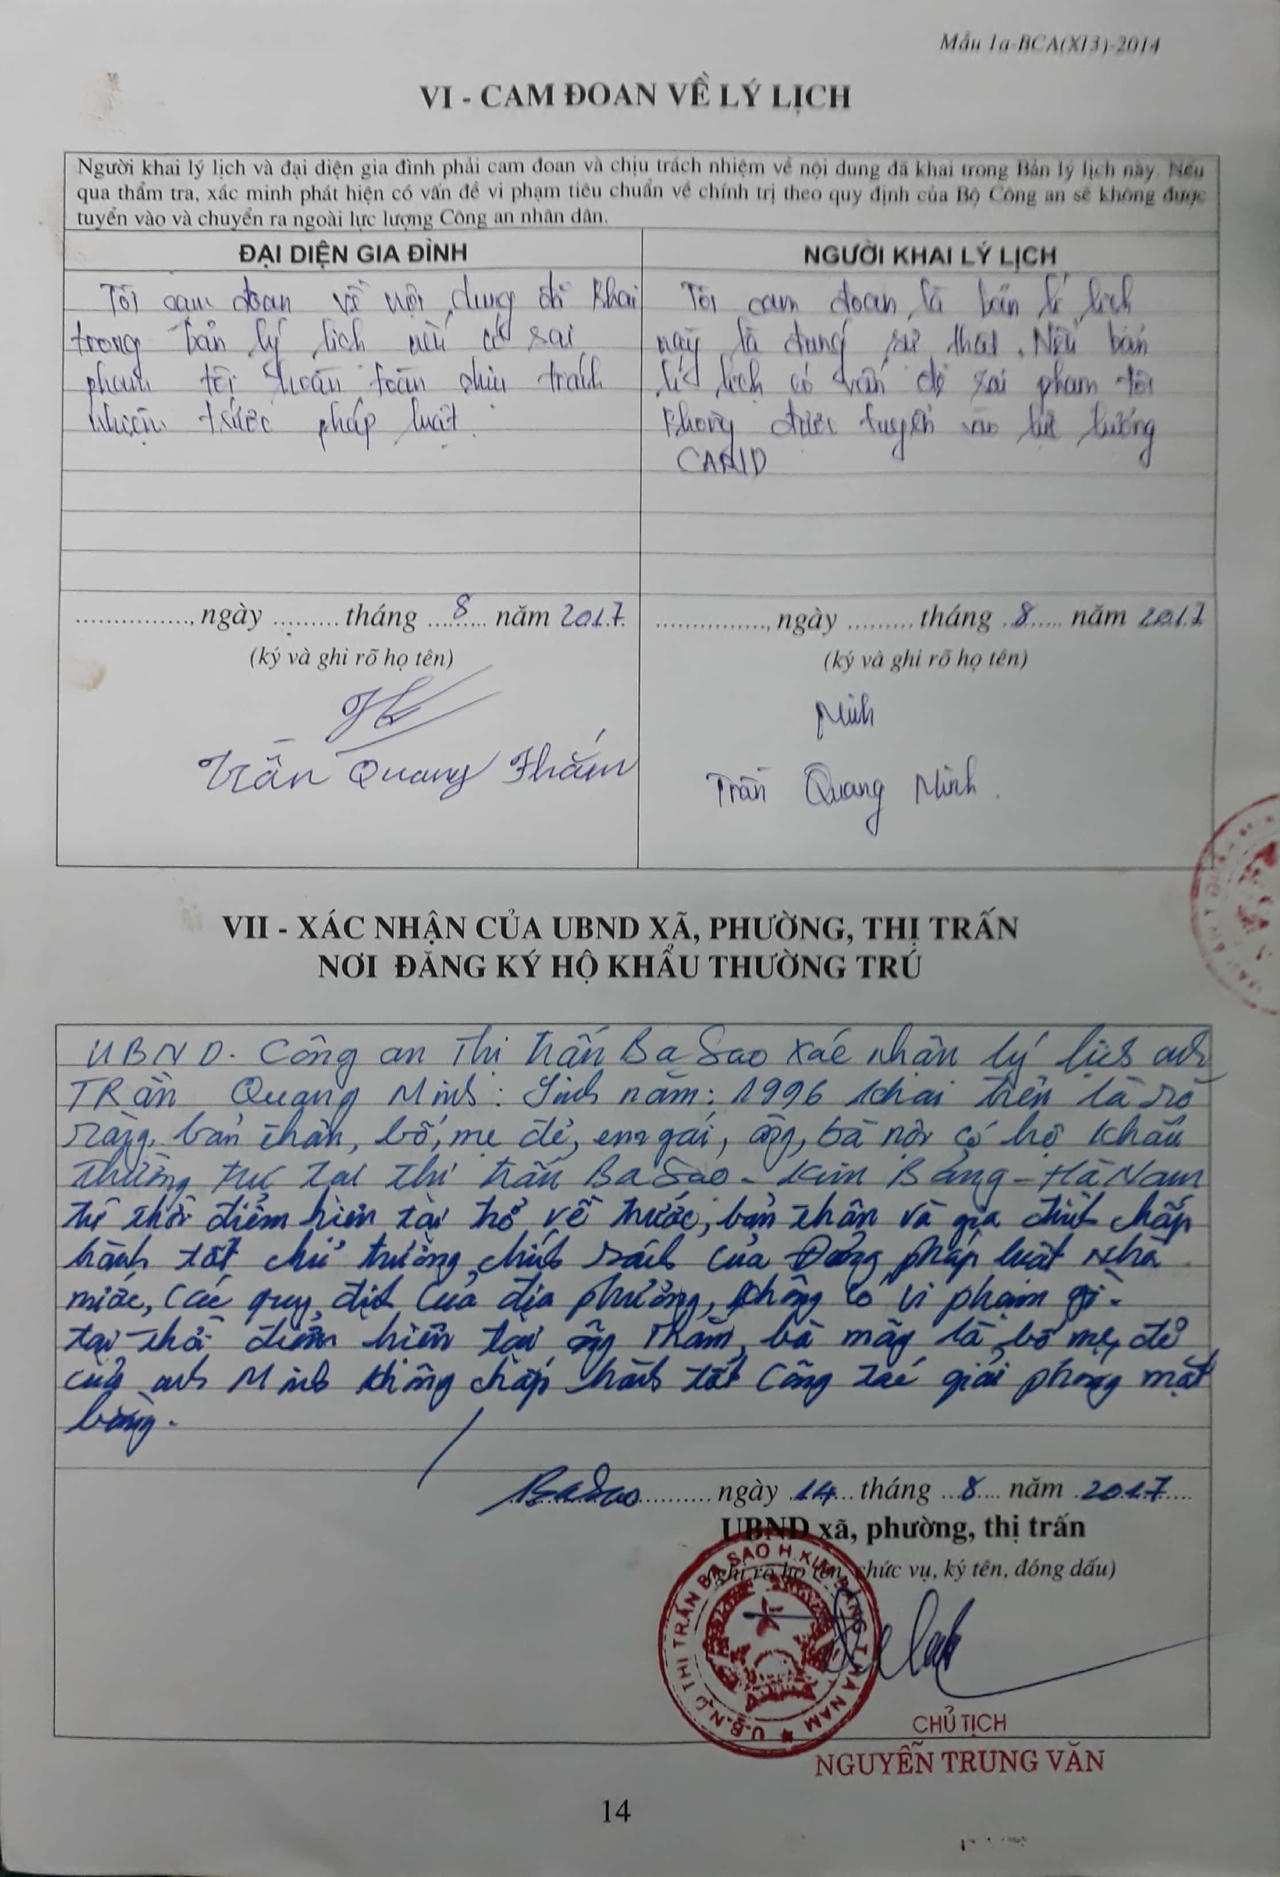 Mẫu 1a-BCA(X13)-2014
VI - CAM ĐOAN VỀ LÝ LỊCH
Người khai lý lịch và đại diện gia đình phải cam đoan và chịu trách nhiệm về nội dung đã khai trong Bản lý lịch này. Nếu
qua thẩm tra, xác minh phát hiện có vấn đề vi phạm tiêu chuẩn về chính trị theo quy định của Bộ Công an sẽ không được
tuyển vào và chuyển ra ngoài lực lượng Công an nhân dân.
ĐẠI DIỆN GIA ĐÌNH
Tôi cam đoan về nội dung đã khai
trong bản lý lịch nếu có sai
phạm tôi hoàn toàn chịu trách
nhiệm trước pháp luật.
............., ngày ......... tháng ...8... năm 2017
(ký và ghi rõ họ tên)
Trần Quang Thắm
NGƯỜI KHAI LÝ LỊCH
Tôi cam đoan là bản lí lịch
này là đúng sự thật. Nếu bản
lí lịch có vấn đề sai phạm tôi
không được tuyển vào lực lượng
CAND
............., ngày ......... tháng ...8... năm 2017
(ký và ghi rõ họ tên)
Minh
Trần Quang Minh.
VII - XÁC NHẬN CỦA UBND XÃ, PHƯỜNG, THỊ TRẤN
NƠI ĐĂNG KÝ HỘ KHẨU THƯỜNG TRÚ
UBND. Công an Thị trấn Ba Sao xác nhận lý lịch anh
TRần Quang Minh: Sinh năm: 1996 khai trên là rõ
ràng, bản thân, bố, mẹ đẻ, em gái, ông, bà nội có hộ khẩu
thường trú tại thị trấn Ba Sao - Kim Bảng - Hà Nam
từ thời điểm hiện tại trở về trước, bản thân và gia đình chấp
hành tốt chủ trương chính sách của Đảng pháp luật nhà
nước, các quy định của địa phương, không có vi phạm gì.
tại thời điểm hiện tại ông Thắm, bà mây là bố mẹ đẻ
của anh Minh không chấp hành tốt công tác giải phóng mặt
bằng.
Ba Sao, ngày 14 tháng 8 năm 2017
UBND xã, phường, thị trấn
(ghi rõ họ tên, chức vụ, ký tên, đóng dấu)
U.B.N.D THỊ TRẤN BA SAO H. KIM BẢNG T. HÀ NAM
CHỦ TỊCH
NGUYỄN TRUNG VĂN
14